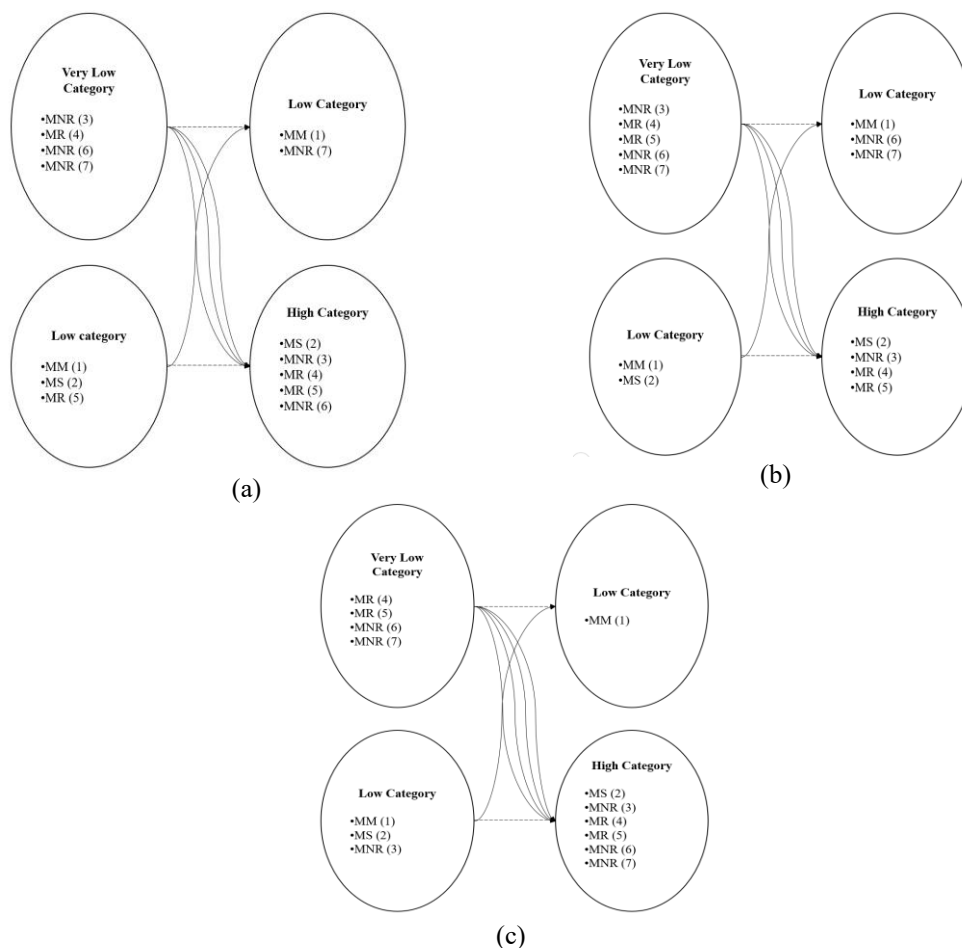 Very Low
Category
•MNR (3)
•MR (4)
•MNR (6)
•MNR (7)
Low Category
•MM (1)
•MNR (7)
Low category
•MM (1)
•MS (2)
•MR (5)
High Category
•MS (2)
•MNR (3)
•MR (4)
•MR (5)
•MNR (6)
(a)
Very Low
Category
•MNR (3)
•MR (4)
•MR (5)
•MNR (6)
•MNR (7)
Low Category
•MM (1)
•MNR (6)
•MNR (7)
Low Category
•MM (1)
•MS (2)
High Category
•MS (2)
•MNR (3)
•MR (4)
•MR (5)
(b)
Very Low
Category
•MR (4)
•MR (5)
•MNR (6)
•MNR (7)
Low Category
•MM (1)
Low Category
•MM (1)
•MS (2)
•MNR (3)
High Category
•MS (2)
•MNR (3)
•MR (4)
•MR (5)
•MNR (6)
•MNR (7)
(c)